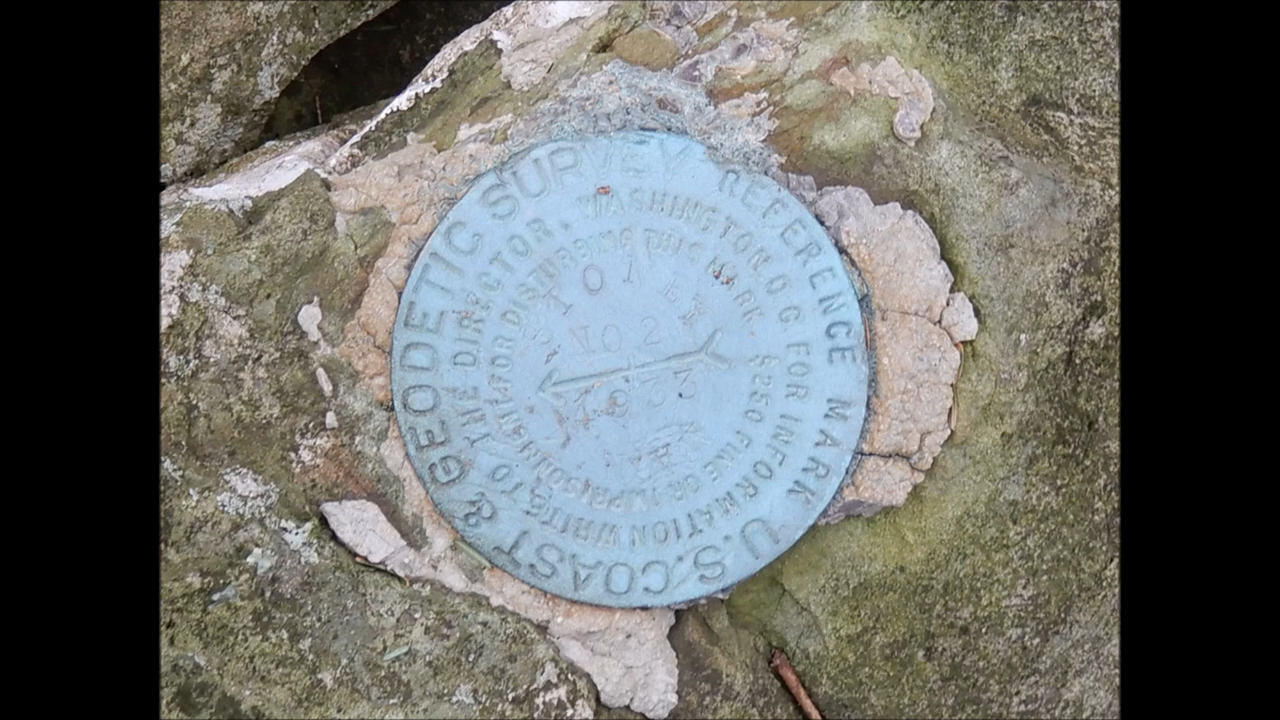 U.S. COAST & GEODETIC SURVEY
REFERENCE MARK
FOR INFORMATION WRITE TO THE DIRECTOR, WASHINGTON, D.C.
$250 FINE OR IMPRISONMENT FOR DISTURBING THIS MARK.
NO 2
1933